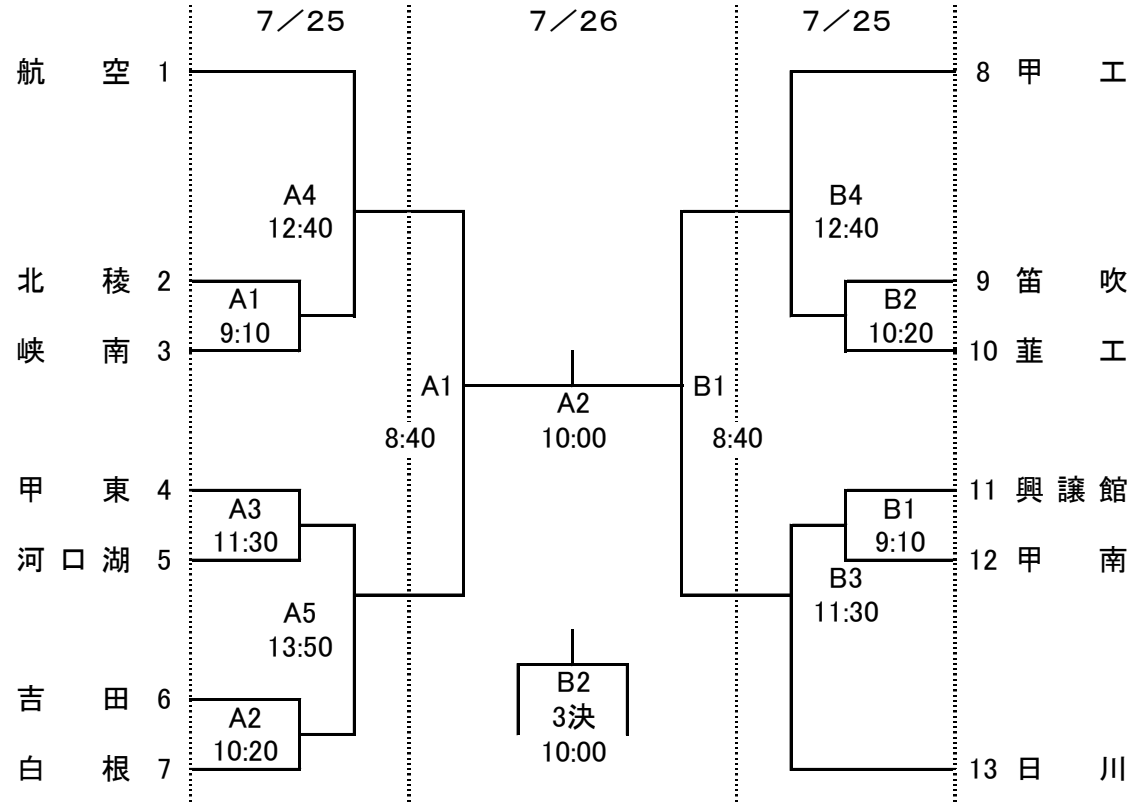 7／25 7／26 7／25
航空 1
8 甲工
A4
12:40
B4
12:40
北稜 2
9 笛吹
A1
9:10
B2
10:20
峡南 3
10 韮工
A1
8:40
A2
10:00
B1
8:40
甲東 4
11 興譲館
A3
11:30
B1
9:10
河口湖 5
12 甲南
A5
13:50
B3
11:30
吉田 6
A2
10:20
B2
3決
10:00
白根 7
13 日川